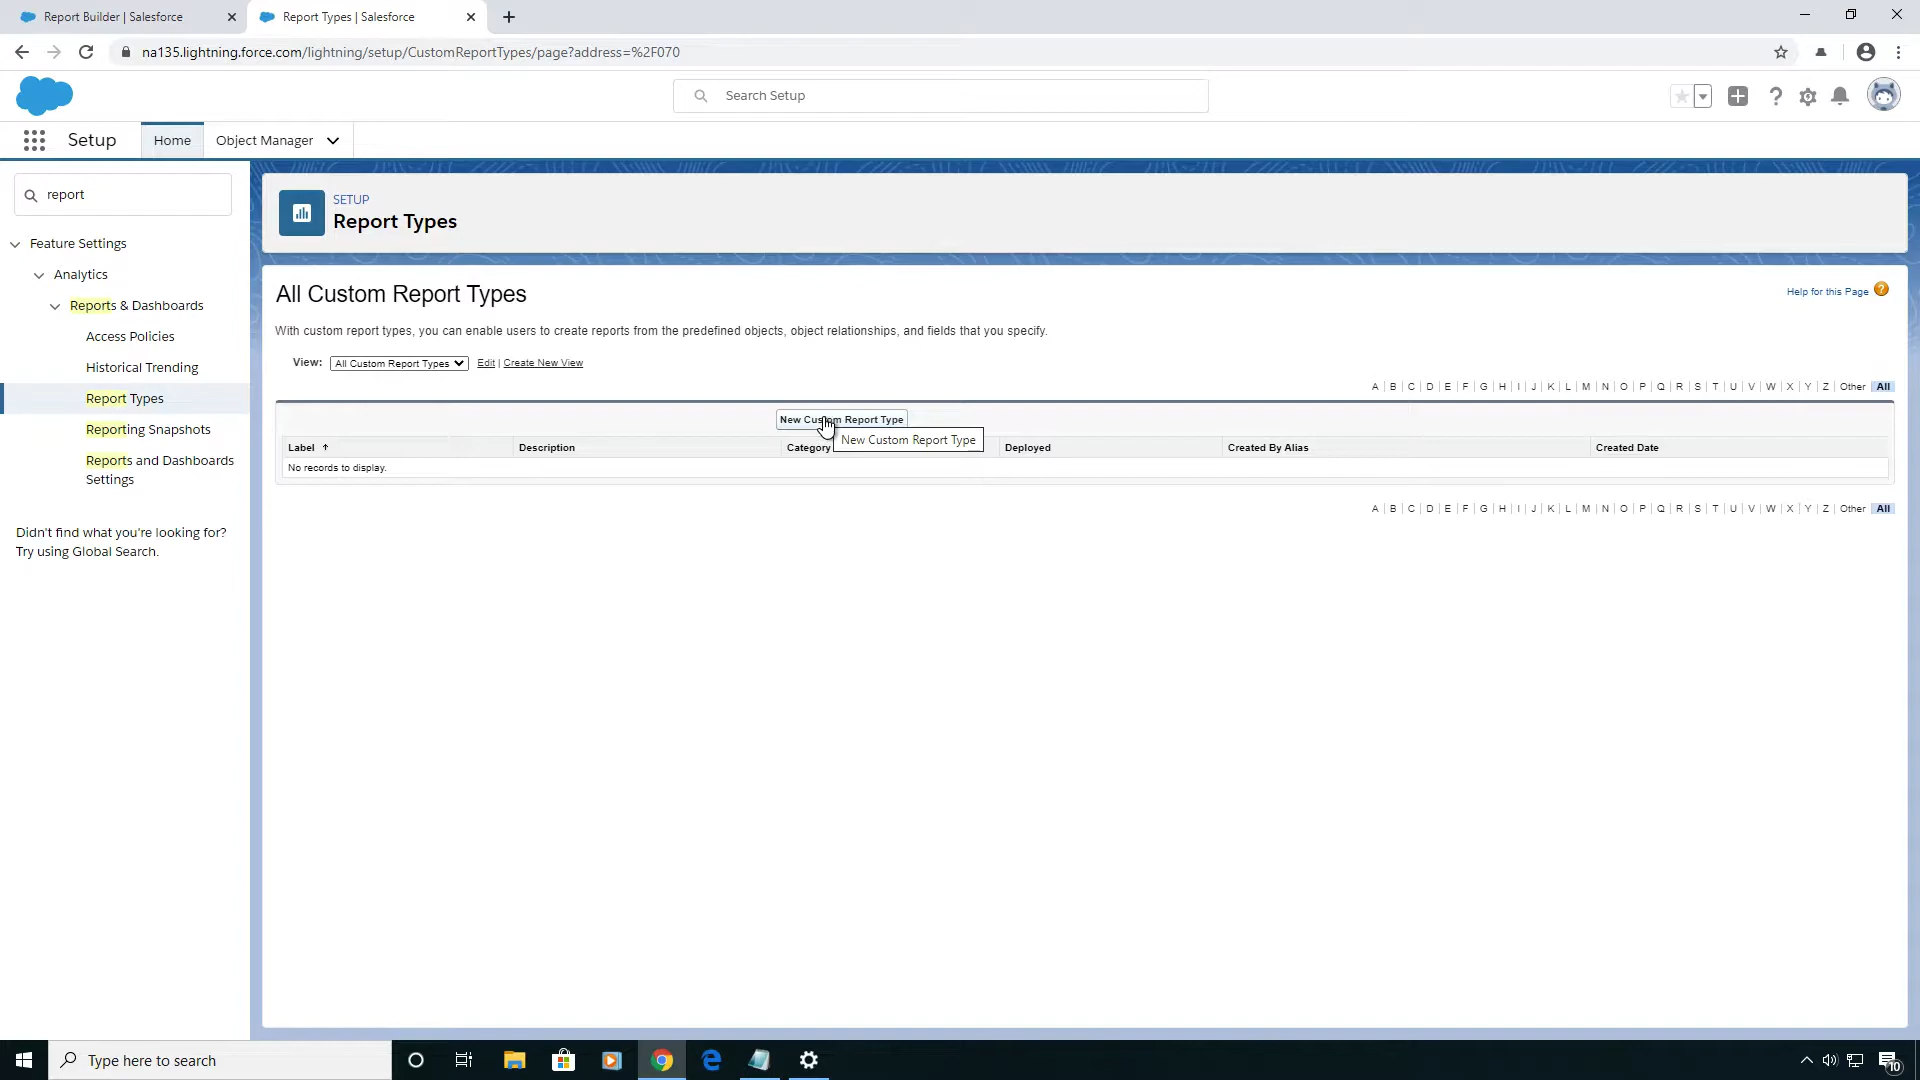 Report Builder | Salesforce
Report Types | Salesforce
na135.lightning.force.com/lightning/setup/CustomReportTypes/page?address=%2F070
Search Setup
Setup
Home
Object Manager
report
Feature Settings
Analytics
Reports & Dashboards
Access Policies
Historical Trending
Report Types
Reporting Snapshots
Reports and Dashboards
Settings
Didn't find what you're looking for?
Try using Global Search.
SETUP
Report Types
All Custom Report Types
Help for this Page
With custom report types, you can enable users to create reports from the predefined objects, object relationships, and fields that you specify.
View: All Custom Report Types Edit | Create New View
A | B | C | D | E | F | G | H | I | J | K | L | M | N | O | P | Q | R | S | T | U | V | W | X | Y | Z | Other All
New Custom Report Type
New Custom Report Type
Label Description Category Deployed Created By Alias Created Date
No records to display.
A | B | C | D | E | F | G | H | I | J | K | L | M | N | O | P | Q | R | S | T | U | V | W | X | Y | Z | Other All
Type here to search
10